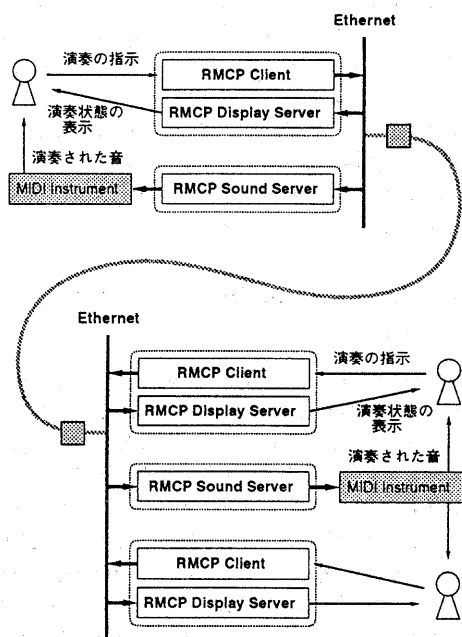 Ethernet
演奏の指示
RMCP Client
RMCP Display Server
演奏状態の
表示
演奏された音
MIDI Instrument
RMCP Sound Server
Ethernet
RMCP Client
演奏の指示
RMCP Display Server
演奏状態の
表示
演奏された音
RMCP Sound Server
MIDI Instrument
RMCP Client
RMCP Display Server